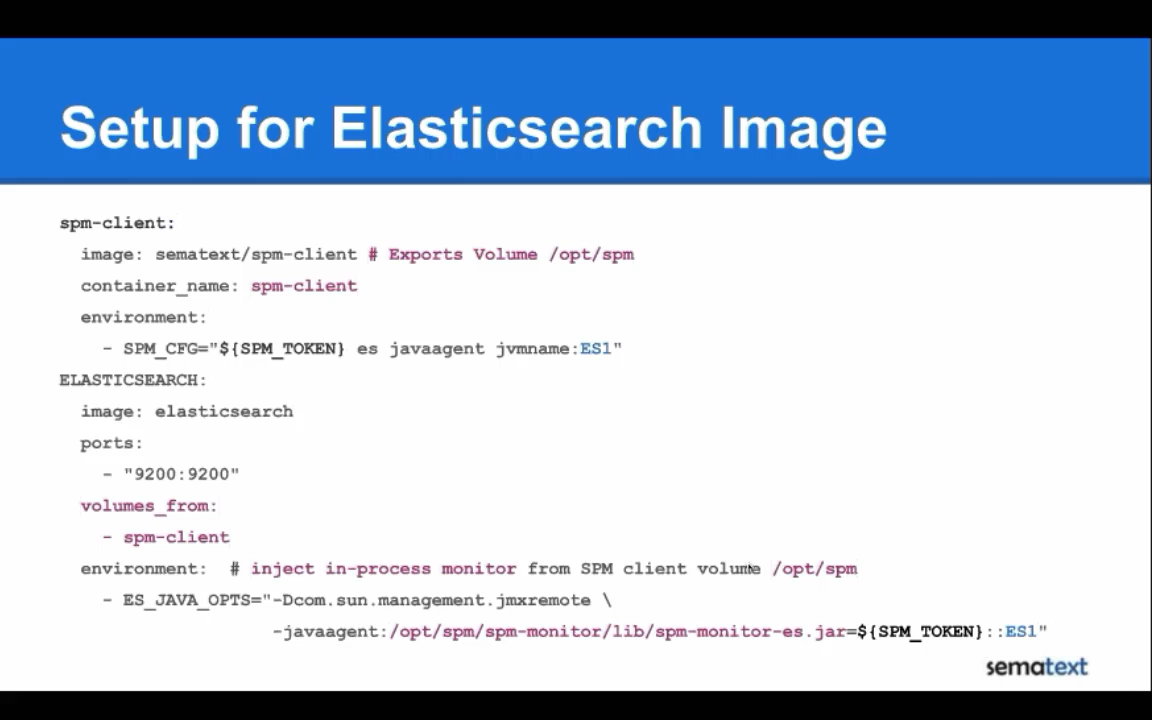 Setup for Elasticsearch Image
spm-client:
image: sematext/spm-client # Exports Volume /opt/spm
container_name: spm-client
environment:
- SPM_CFG="${SPM_TOKEN} es javaagent jvmname:ES1"
ELASTICSEARCH:
image: elasticsearch
ports:
- "9200:9200"
volumes_from:
- spm-client
environment: # inject in-process monitor from SPM client volume /opt/spm
- ES_JAVA_OPTS="-Dcom.sun.management.jmxremote \
-javaagent:/opt/spm/spm-monitor/lib/spm-monitor-es.jar=${SPM_TOKEN}::ES1"
sematext